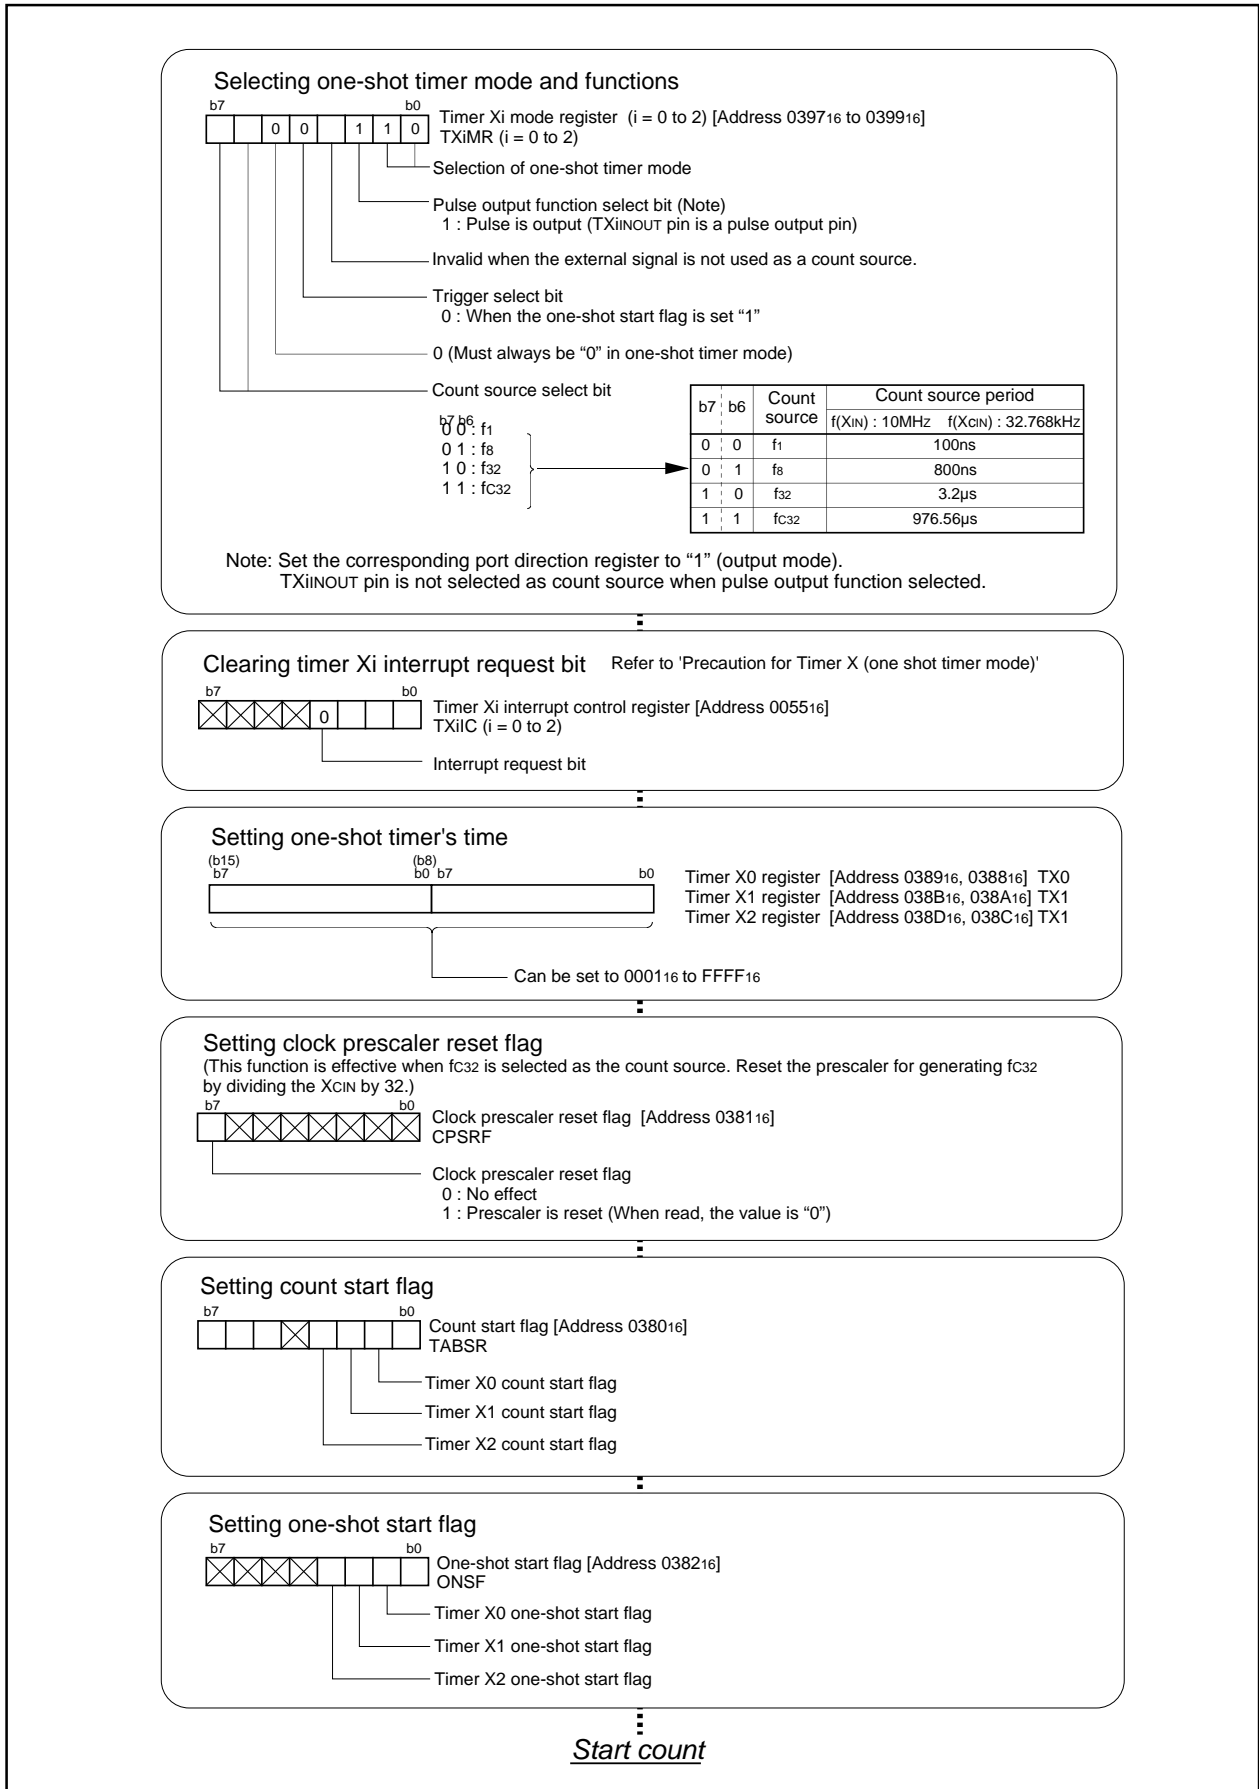 Selecting one-shot timer mode and functions
b7 b0
0 0 1 1 0
Timer Xi mode register (i = 0 to 2) [Address 039716 to 039916]
TXiMR (i = 0 to 2)
Selection of one-shot timer mode
Pulse output function select bit (Note)
1 : Pulse is output (TXiINOUT pin is a pulse output pin)
Invalid when the external signal is not used as a count source.
Trigger select bit
0 : When the one-shot start flag is set “1”
0 (Must always be “0” in one-shot timer mode)
Count source select bit
b7 b6
0 0 : f1
0 1 : f8
1 0 : f32
1 1 : fC32
b7 b6 Count source Count source period
f(XIN) : 10MHZ f(XCIN) : 32.768kHZ
0 0 f1 100ns
0 1 f8 800ns
1 0 f32 3.2µs
1 1 fC32 976.56µs
Note: Set the corresponding port direction register to “1” (output mode).
TXiINOUT pin is not selected as count source when pulse output function selected.
Clearing timer Xi interrupt request bit Refer to 'Precaution for Timer X (one shot timer mode)'
b7 b0
0
Timer Xi interrupt control register [Address 005516]
TXiIC (i = 0 to 2)
Interrupt request bit
Setting one-shot timer's time
(b15) (b8)
b7 b0 b7 b0
Timer X0 register [Address 038916, 038816] TX0
Timer X1 register [Address 038B16, 038A16] TX1
Timer X2 register [Address 038D16, 038C16] TX1
Can be set to 000116 to FFFF16
Setting clock prescaler reset flag
(This function is effective when fC32 is selected as the count source. Reset the prescaler for generating fC32
by dividing the XCIN by 32.)
b7 b0
Clock prescaler reset flag [Address 038116]
CPSRF
Clock prescaler reset flag
0 : No effect
1 : Prescaler is reset (When read, the value is “0”)
Setting count start flag
b7 b0
Count start flag [Address 038016]
TABSR
Timer X0 count start flag
Timer X1 count start flag
Timer X2 count start flag
Setting one-shot start flag
b7 b0
One-shot start flag [Address 038216]
ONSF
Timer X0 one-shot start flag
Timer X1 one-shot start flag
Timer X2 one-shot start flag
Start count